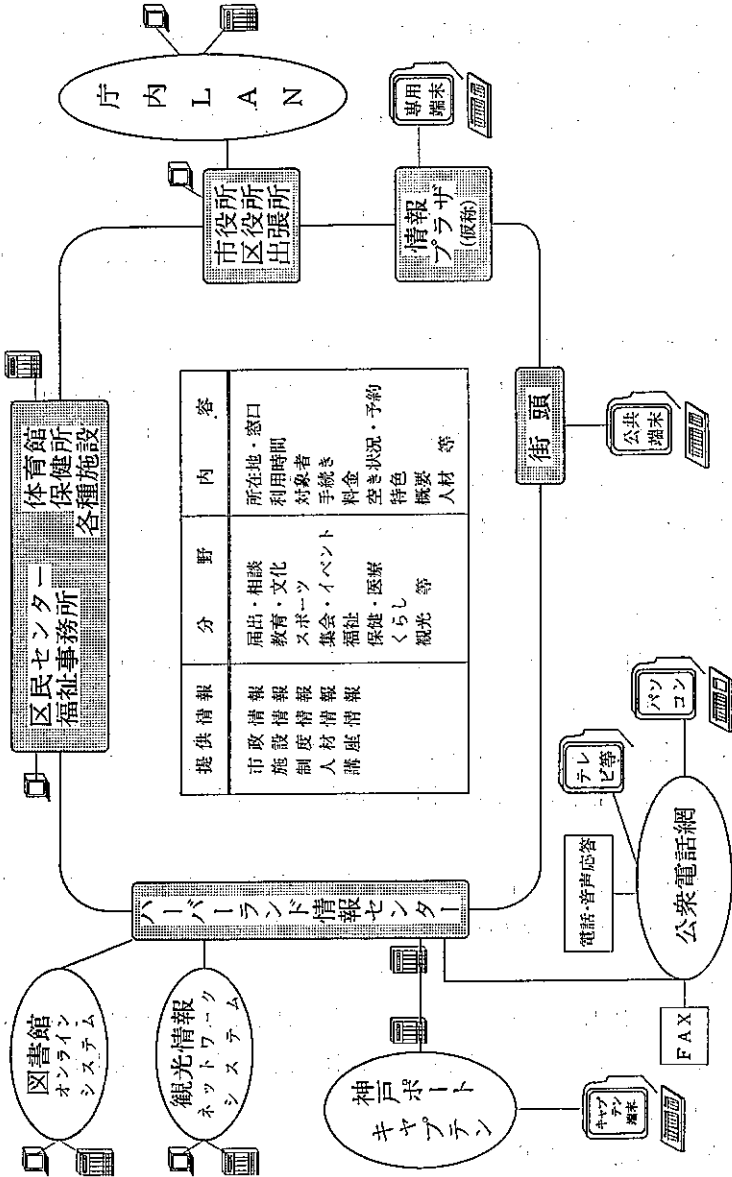 図書館
オンライン
システム
観光情報
ネットワーク
システム
神戸ポート
キャプテン
キャプ
テン
端末
ハーバーランド情報センター
FAX
公衆電話網
電話・音声応答
テレ
ビ等
パソ
コン
区民センター
福祉事務所
体育館
保健所
各種施設
提供情報 分野 内容
市政情報
施設情報
制度情報
人材情報
講座情報
届出・相談
教育・文化
スポーツ
集会・イベント
福祉
保健・医療
くらし
観光 等
所在地・窓口
利用時間
対象者
手続き
料金
空き状況・予約
特色
概要
人材 等
街頭
公共
端末
市役所
区役所
出張所
庁内LAN
情報
プラザ
(仮称)
専用
端末